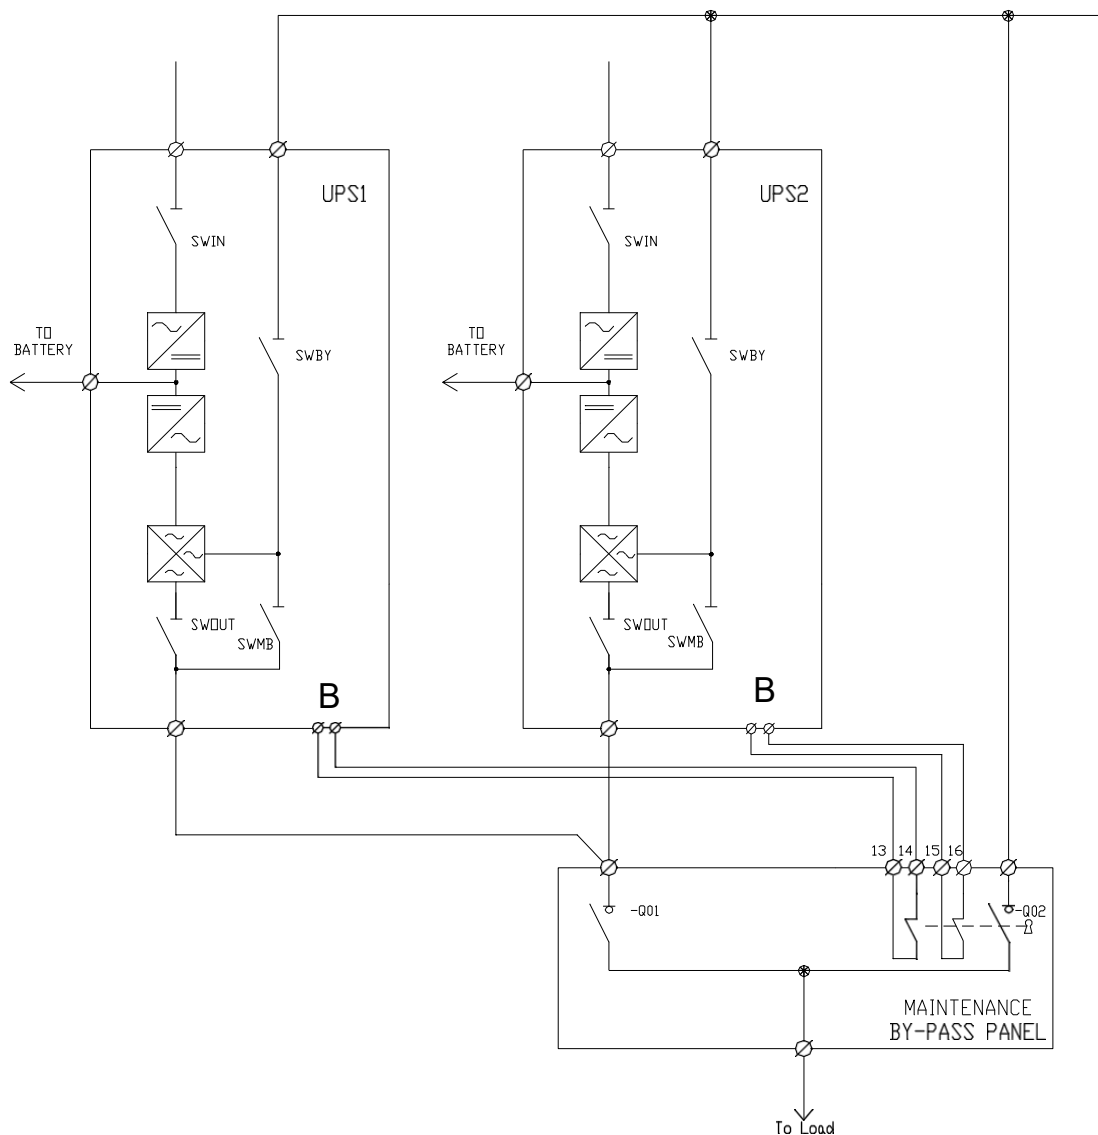 UPS1
UPS2
SWIN
SWIN
TO
BATTERY
TO
BATTERY
SWBY
SWBY
SWOUT
SWMB
SWOUT
SWMB
B
B
13 14 15 16
-Q01
-Q02
MAINTENANCE
BY-PASS PANEL
To Load